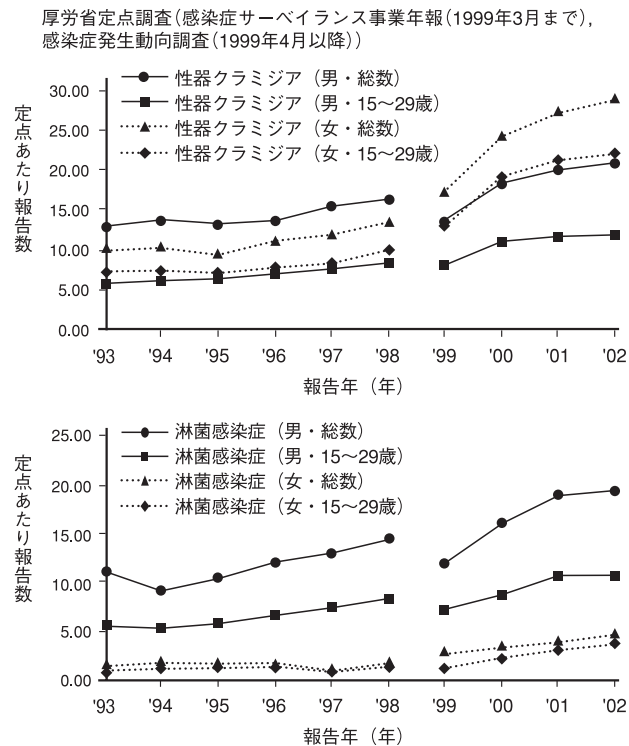 厚労省定点調査（感染症サーベイランス事業年報（1999年3月まで），
感染症発生動向調査（1999年4月以降））
性器クラミジア（男・総数）
性器クラミジア（男・15～29歳）
性器クラミジア（女・総数）
性器クラミジア（女・15～29歳）
定点あたり報告数
30.00
25.00
20.00
15.00
10.00
5.00
0.00
'93 '94 '95 '96 '97 '98 '99 '00 '01 '02
報告年（年）
淋菌感染症（男・総数）
淋菌感染症（男・15～29歳）
淋菌感染症（女・総数）
淋菌感染症（女・15～29歳）
定点あたり報告数
25.00
20.00
15.00
10.00
5.00
0.00
'93 '94 '95 '96 '97 '98 '99 '00 '01 '02
報告年（年）